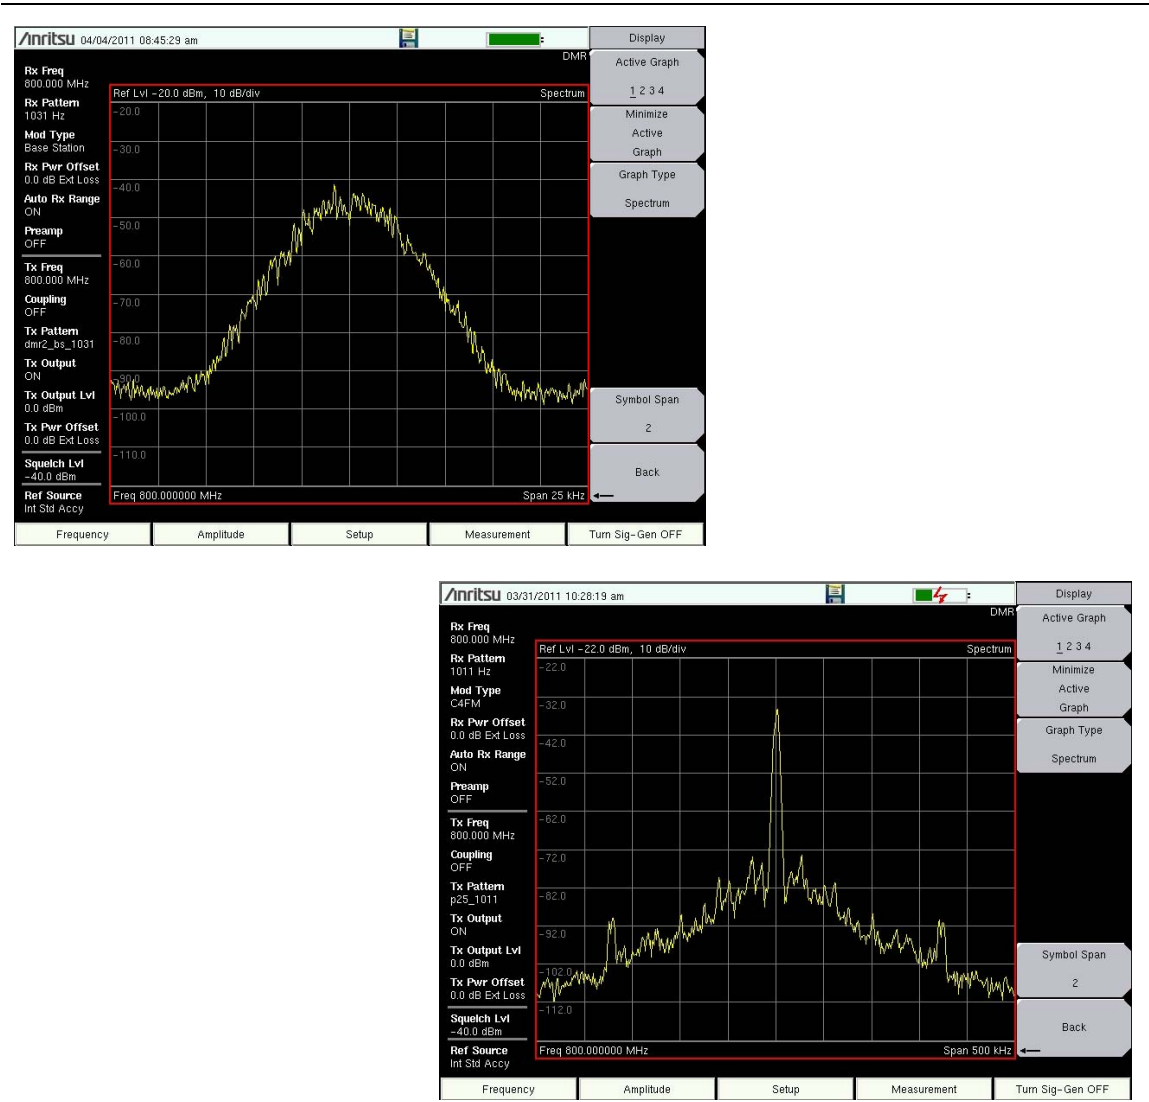 Anritsu 04/04/2011 08:45:29 am
DMR
Rx Freq
800.000 MHz
Rx Pattern
1031 Hz
Mod Type
Base Station
Rx Pwr Offset
0.0 dB Ext Loss
Auto Rx Range
ON
Preamp
OFF
Tx Freq
800.000 MHz
Coupling
OFF
Tx Pattern
dmr2_bs_1031
Tx Output
ON
Tx Output Lvl
0.0 dBm
Tx Pwr Offset
0.0 dB Ext Loss
Squelch Lvl
-40.0 dBm
Ref Source
Int Std Accy
Ref Lvl -20.0 dBm, 10 dB/div Spectrum
-20.0
-30.0
-40.0
-50.0
-60.0
-70.0
-80.0
-90.0
-100.0
-110.0
Freq 800.000000 MHz Span 25 kHz
Display
Active Graph
1 2 3 4
Minimize
Active
Graph
Graph Type
Spectrum
Symbol Span
2
Back
Frequency Amplitude Setup Measurement Turn Sig-Gen OFF
Anritsu 03/31/2011 10:28:19 am
DMR
Rx Freq
800.000 MHz
Rx Pattern
1011 Hz
Mod Type
C4FM
Rx Pwr Offset
0.0 dB Ext Loss
Auto Rx Range
ON
Preamp
OFF
Tx Freq
800.000 MHz
Coupling
OFF
Tx Pattern
p25_1011
Tx Output
ON
Tx Output Lvl
0.0 dBm
Tx Pwr Offset
0.0 dB Ext Loss
Squelch Lvl
-40.0 dBm
Ref Source
Int Std Accy
Ref Lvl -22.0 dBm, 10 dB/div Spectrum
-22.0
-32.0
-42.0
-52.0
-62.0
-72.0
-82.0
-92.0
-102.0
-112.0
Freq 800.000000 MHz Span 500 kHz
Display
Active Graph
1 2 3 4
Minimize
Active
Graph
Graph Type
Spectrum
Symbol Span
2
Back
Frequency Amplitude Setup Measurement Turn Sig-Gen OFF